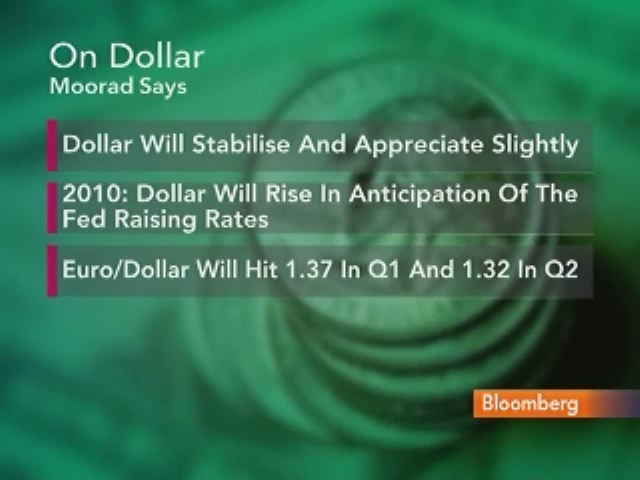 On Dollar
Moorad Says
Dollar Will Stabilise And Appreciate Slightly
2010: Dollar Will Rise In Anticipation Of The
Fed Raising Rates
Euro/Dollar Will Hit 1.37 In Q1 And 1.32 In Q2
Bloomberg